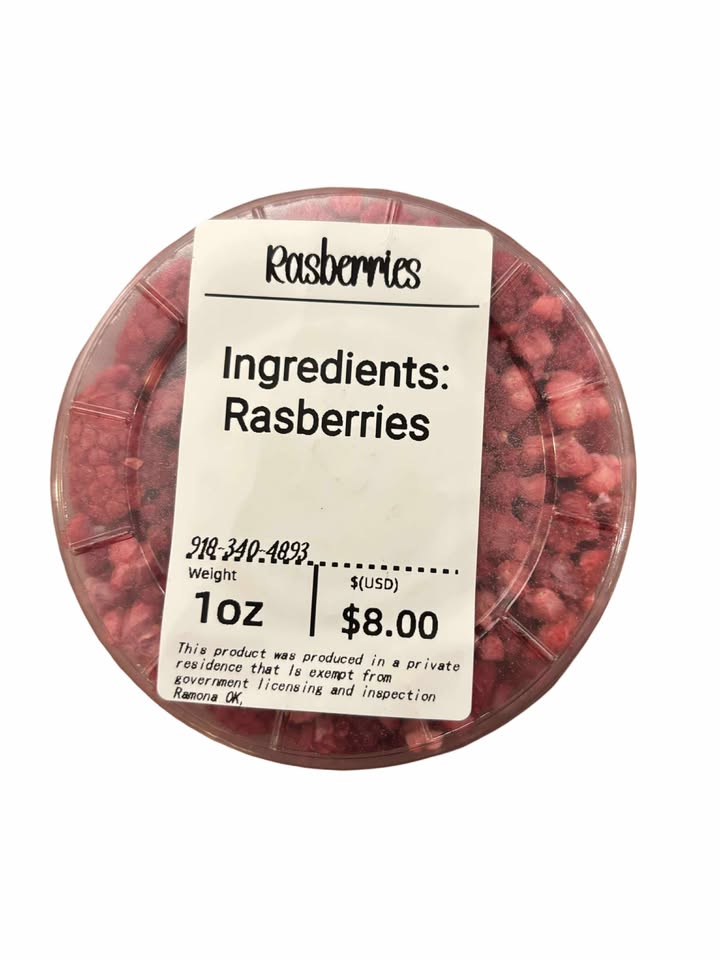 Rasberries
Ingredients:
Rasberries
918-340-4893
Weight
1oz
$(USD)
$8.00
This product was produced in a private
residence that Is exempt from
government licensing and inspection
Ramona OK,